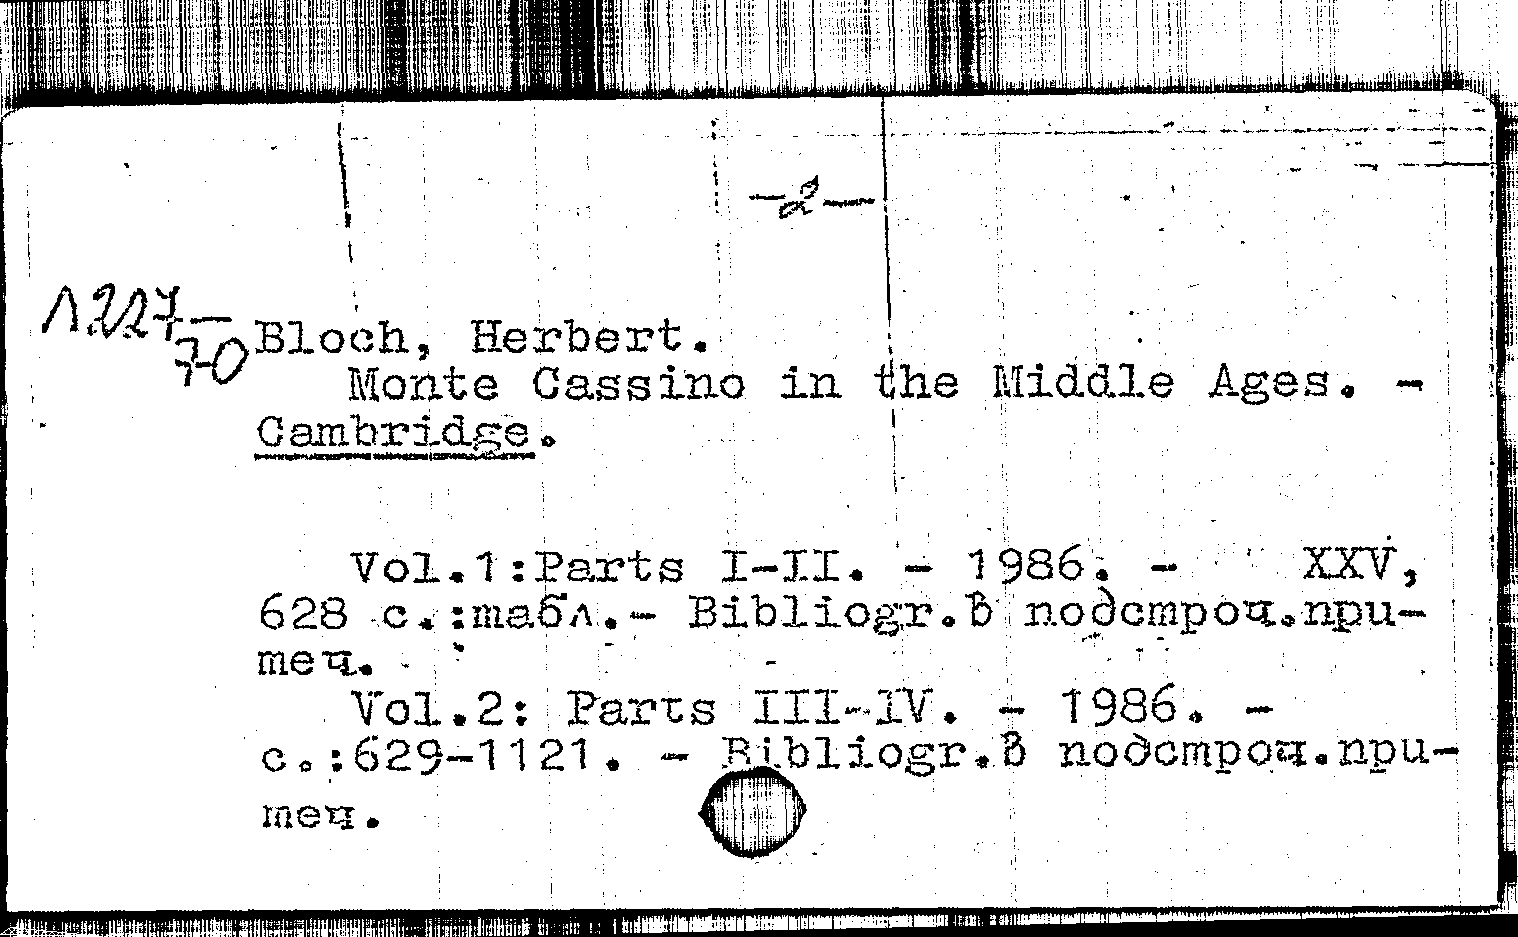 -2-
Л 227-
70
Bloch, Herbert.
Monte Cassino in the Middle Ages. -
Cambridge.
Vol.1:Parts I-II. - 1986. - XXV,
628 с.:табл.- Bibliogr.в подстроч.при-
меч.
Vol.2: Parts III-IV. - 1986. -
с.:629-1121. - Bibliogr.в подстроч.при-
меч.